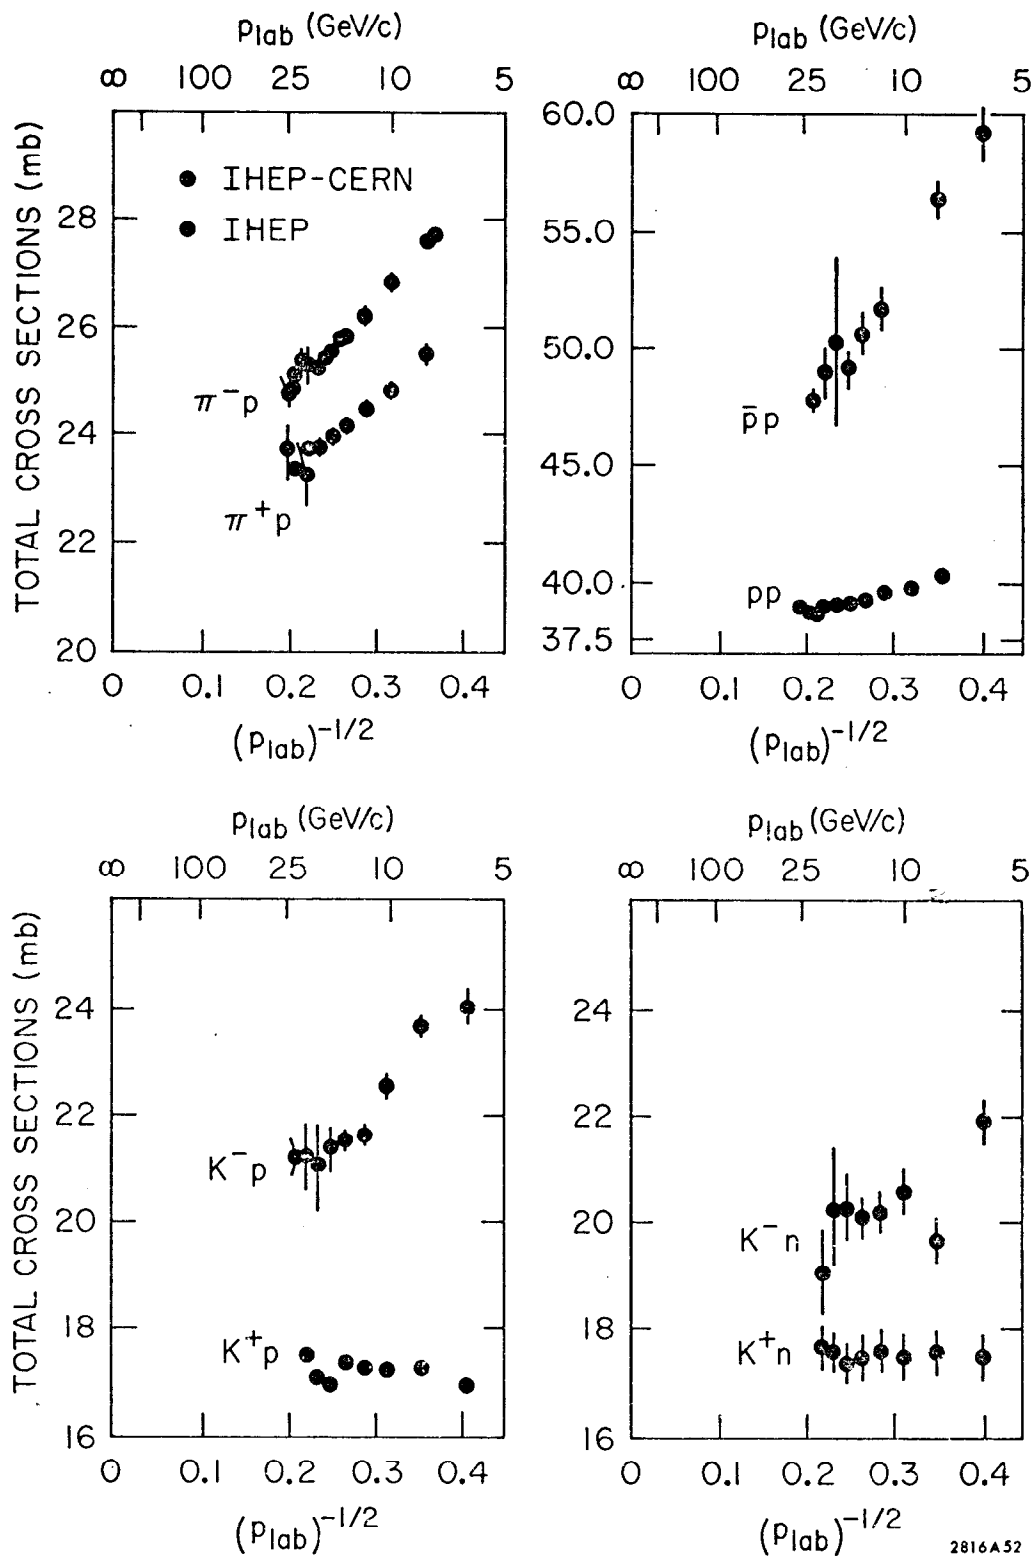 p_lab (GeV/c)
∞ 100 25 10 5
TOTAL CROSS SECTIONS (mb)
● IHEP-CERN
● IHEP
28
26
24
22
20
π⁻p
π⁺p
0 0.1 0.2 0.3 0.4
(p_lab)^-1/2
p_lab (GeV/c)
∞ 100 25 10 5
60.0
55.0
50.0
45.0
40.0
37.5
p̄p
pp
0 0.1 0.2 0.3 0.4
(p_lab)^-1/2
p_lab (GeV/c)
∞ 100 25 10 5
TOTAL CROSS SECTIONS (mb)
24
22
20
18
16
K⁻p
K⁺p
0 0.1 0.2 0.3 0.4
(p_lab)^-1/2
p_lab (GeV/c)
∞ 100 25 10 5
24
22
20
18
16
K⁻n
K⁺n
0 0.1 0.2 0.3 0.4
(p_lab)^-1/2
2816A52